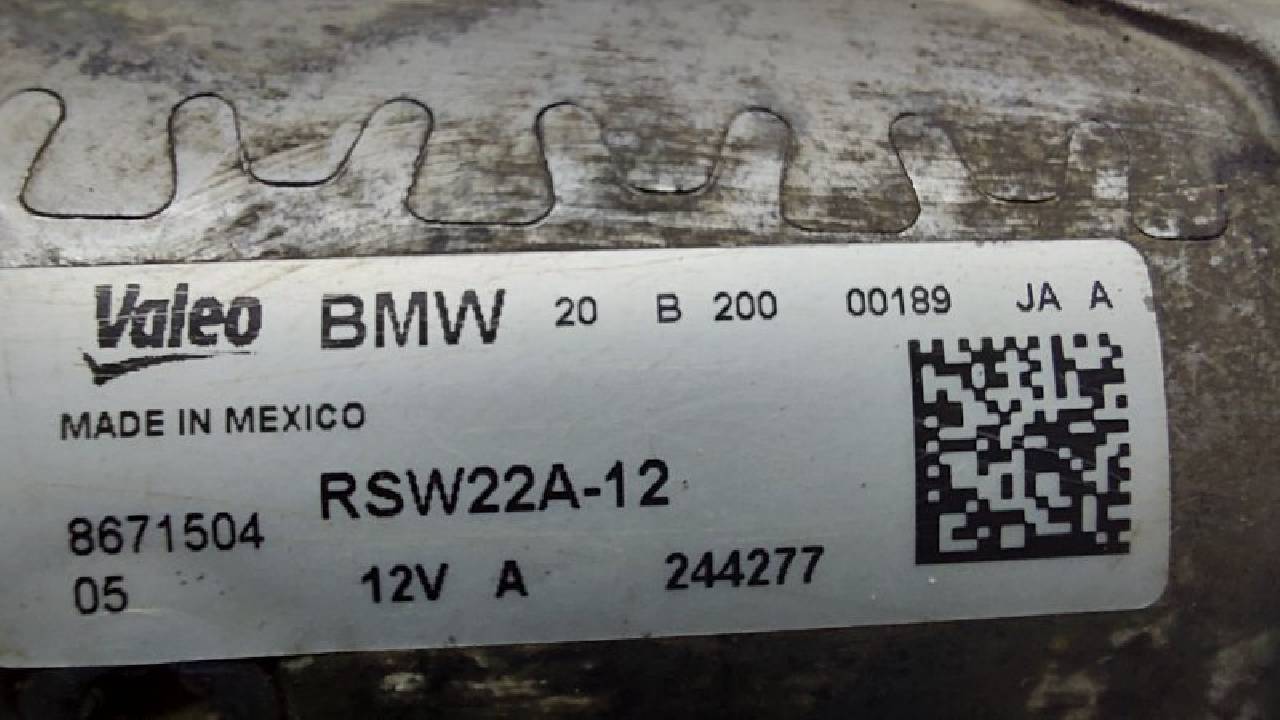 Valeo BMW 20 B 200 00189 JA A
MADE IN MEXICO
RSW22A-12
8671504
05 12V A 244277